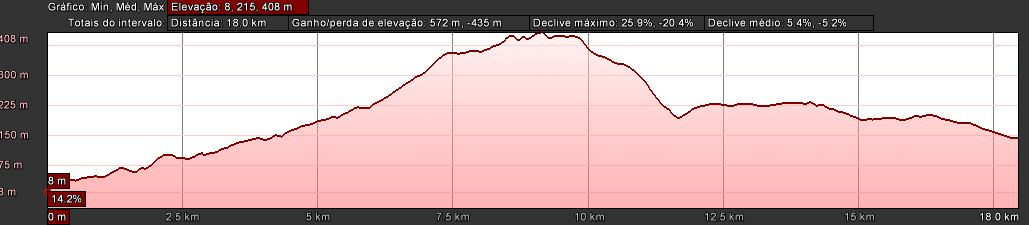 Gráfico: Min, Méd, Máx Elevação: 8, 215, 408 m
Totais do intervalo: Distância: 18.0 km Ganho/perda de elevação: 572 m, -435 m Declive máximo: 25.9%, -20.4% Declive médio: 5.4%, -5.2%
408 m
300 m
225 m
150 m
75 m
8 m
8 m
14.2%
0 m 2.5 km 5 km 7.5 km 10 km 12.5 km 15 km 18.0 km